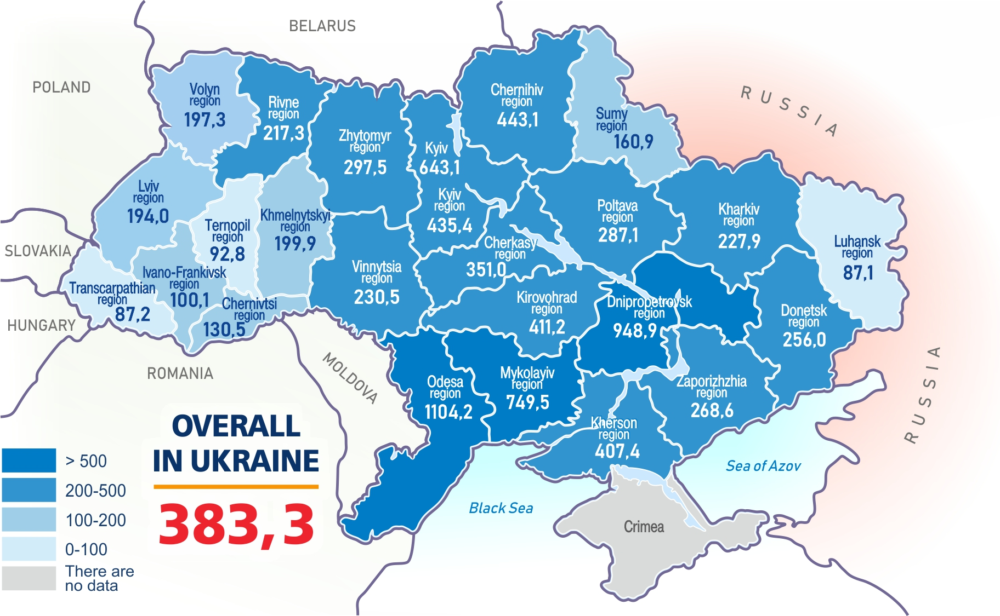 BELARUS
POLAND
RUSSIA
Volyn
region
197,3
Rivne
region
217,3
Zhytomyr
region
297,5
Kyiv
643,1
Chernihiv
region
443,1
Sumy
region
160,9
Lviv
region
194,0
Ternopil
region
92,8
Khmelnytskyi
region
199,9
Kyiv
region
435,4
Poltava
region
287,1
Kharkiv
region
227,9
Luhansk
region
87,1
SLOVAKIA
Cherkasy
region
351,0
Vinnytsia
region
230,5
Ivano-Frankivsk
region
100,1
Transcarpathian
region
87,2
Chernivtsi
region
130,5
HUNGARY
Kirovohrad
region
411,2
Dnipropetrovsk
region
948,9
Donetsk
region
256,0
ROMANIA
MOLDOVA
Odesa
region
1104,2
Mykolayiv
region
749,5
Zaporizhzhia
region
268,6
Kherson
region
407,4
RUSSIA
OVERALL
IN UKRAINE
383,3
Sea of Azov
Black Sea
Crimea
> 500
200-500
100-200
0-100
There are
no data